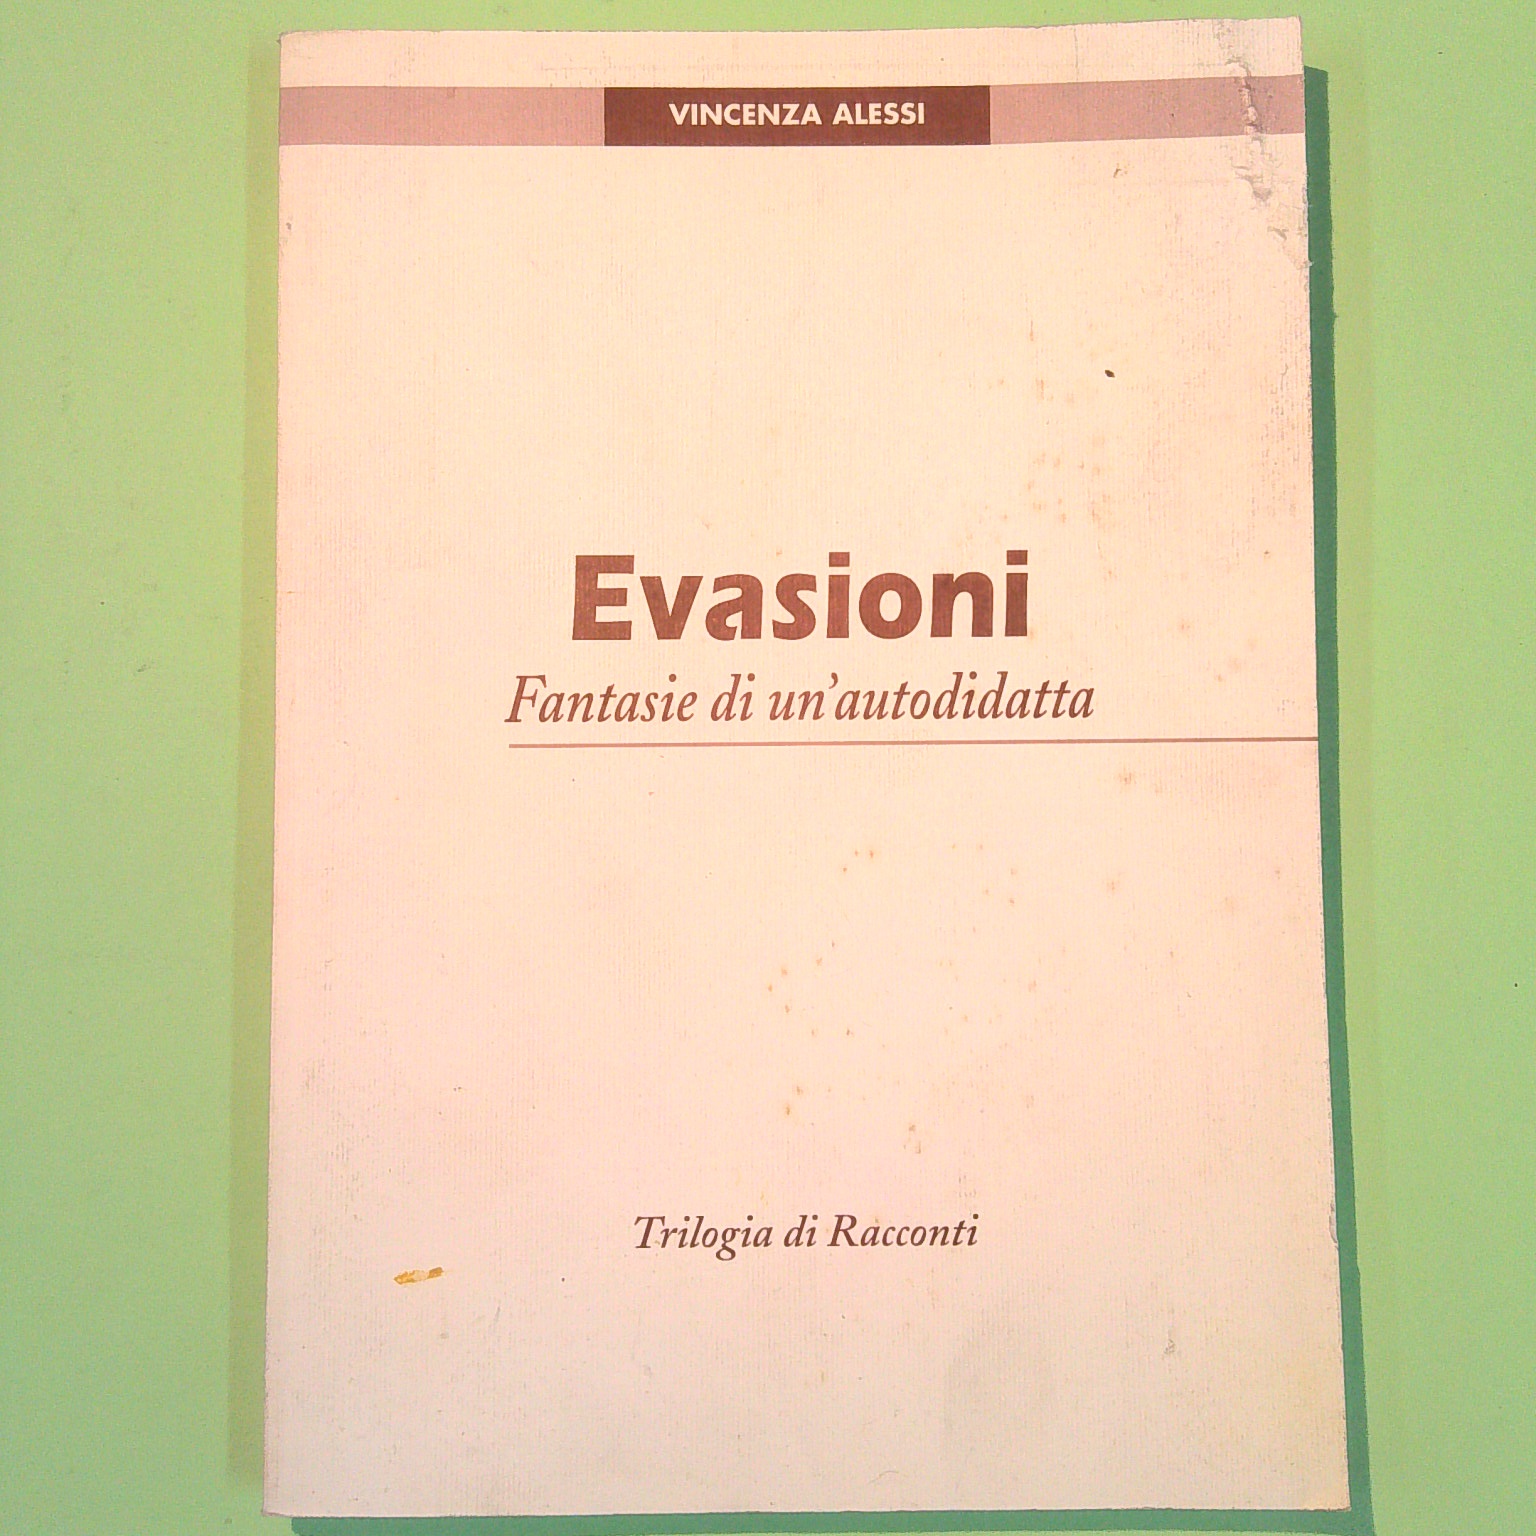 VINCENZA ALESSI
Evasioni
Fantasie di un’autodidatta
Trilogia di Racconti